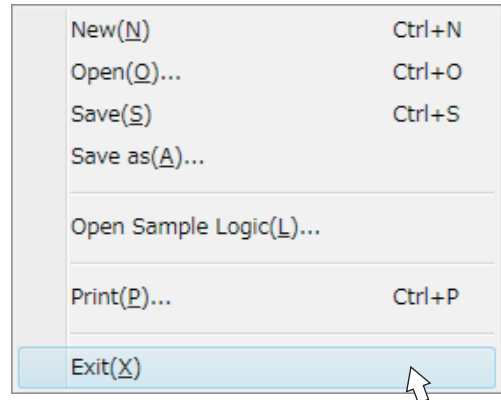 New(N) Ctrl+N
Open(O)... Ctrl+O
Save(S) Ctrl+S
Save as(A)...
Open Sample Logic(L)...
Print(P)... Ctrl+P
Exit(X)